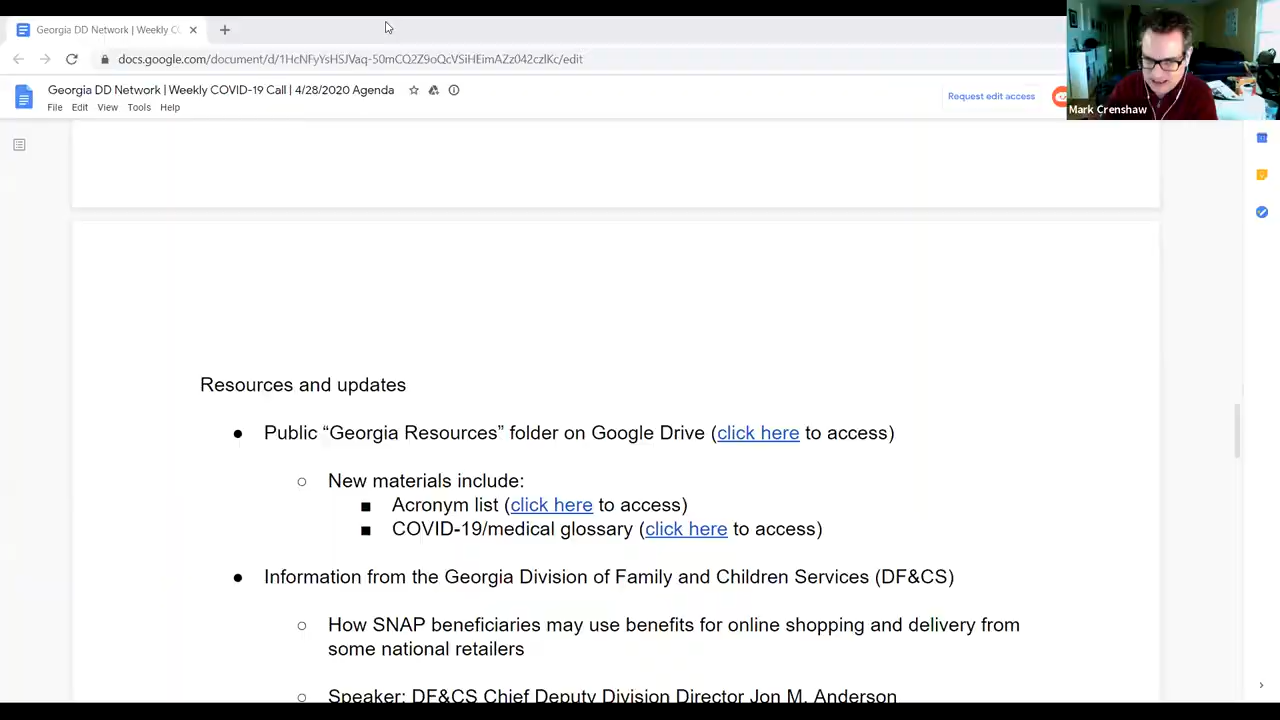 Georgia DD Network | Weekly C
docs.google.com/document/d/1HcNFyYsHSJVaq-50mCQ2Z9oQcVSiHEimAZz042czlKc/edit
Georgia DD Network | Weekly COVID-19 Call | 4/28/2020 Agenda
File Edit View Tools Help
Request edit access
Mark Crenshaw
Resources and updates
● Public “Georgia Resources” folder on Google Drive (click here to access)
○ New materials include:
■ Acronym list (click here to access)
■ COVID-19/medical glossary (click here to access)
● Information from the Georgia Division of Family and Children Services (DF&CS)
○ How SNAP beneficiaries may use benefits for online shopping and delivery from
some national retailers
○ Speaker: DF&CS Chief Deputy Division Director Jon M. Anderson